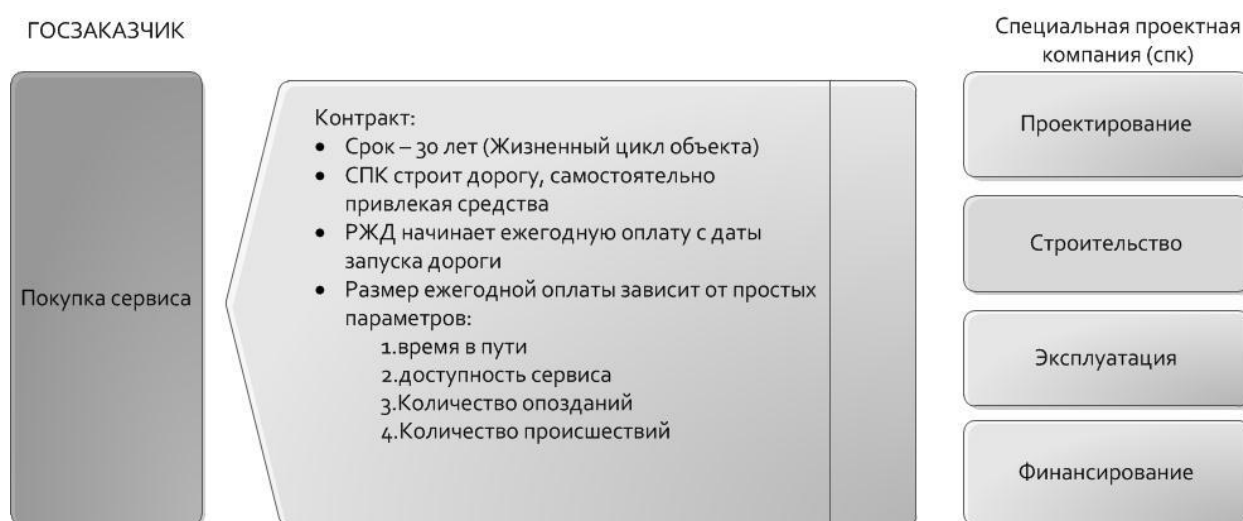 ГОСЗАКАЗЧИК
Покупка сервиса
Контракт:
• Срок – 30 лет (Жизненный цикл объекта)
• СПК строит дорогу, самостоятельно
привлекая средства
• РЖД начинает ежегодную оплату с даты
запуска дороги
• Размер ежегодной оплаты зависит от простых
параметров:
1.время в пути
2.доступность сервиса
3.Количество опозданий
4.Количество происшествий
Специальная проектная
компания (спк)
Проектирование
Строительство
Эксплуатация
Финансирование